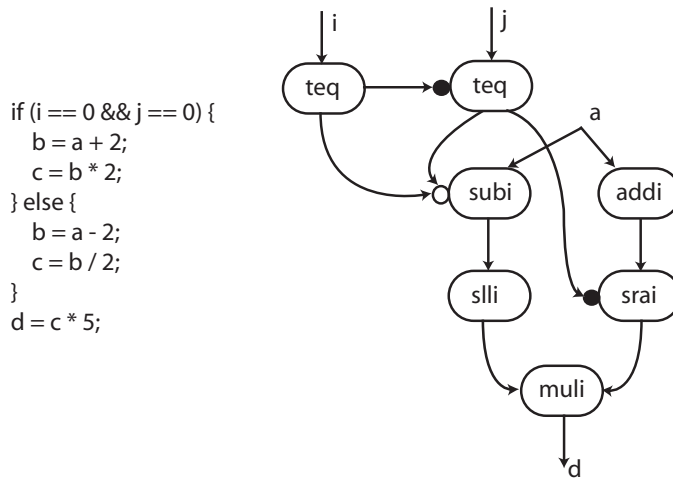 if (i == 0 && j == 0) {
b = a + 2;
c = b * 2;
} else {
b = a - 2;
c = b / 2;
}
d = c * 5;
i
j
teq
teq
a
subi
addi
slli
srai
muli
d